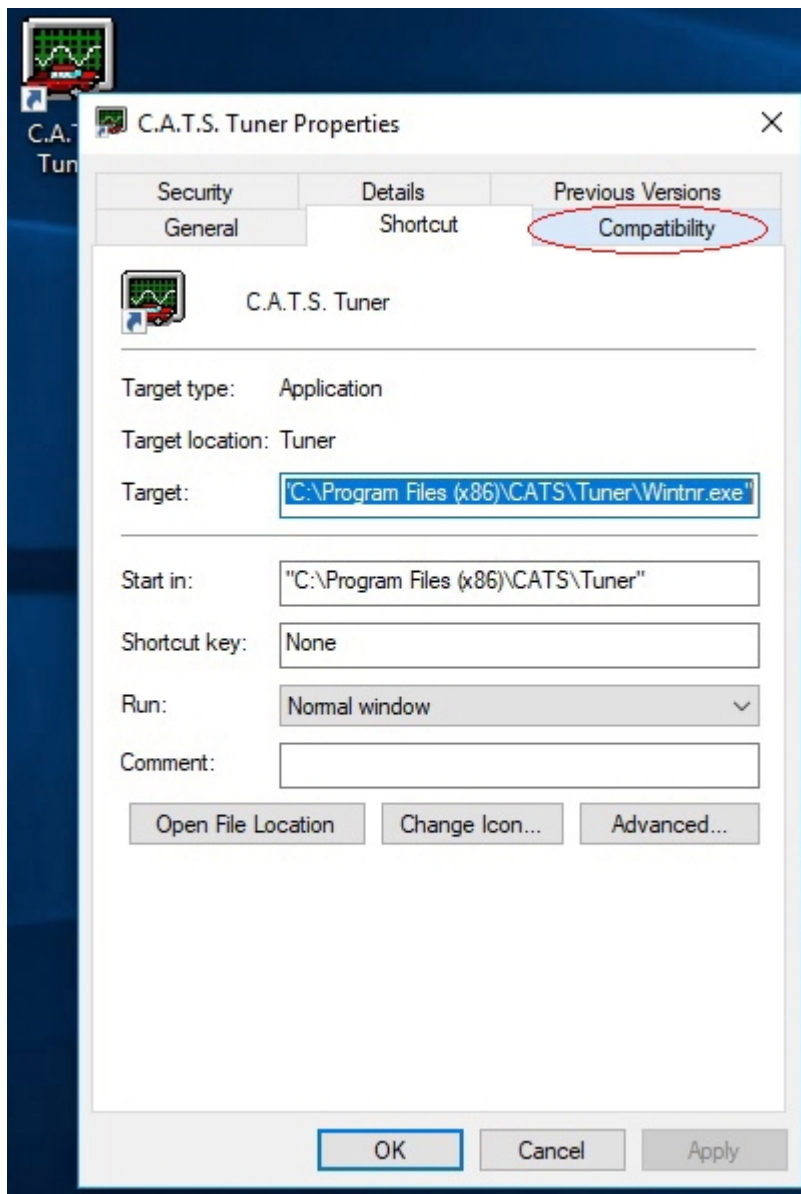 C.A.
Tun
C.A.T.S. Tuner Properties
Security Details Previous Versions
General Shortcut Compatibility
C.A.T.S. Tuner
Target type: Application
Target location: Tuner
Target: "C:\Program Files (x86)\CATS\Tuner\Wintnr.exe"
Start in: "C:\Program Files (x86)\CATS\Tuner"
Shortcut key: None
Run: Normal window
Comment:
Open File Location Change Icon... Advanced...
OK Cancel Apply